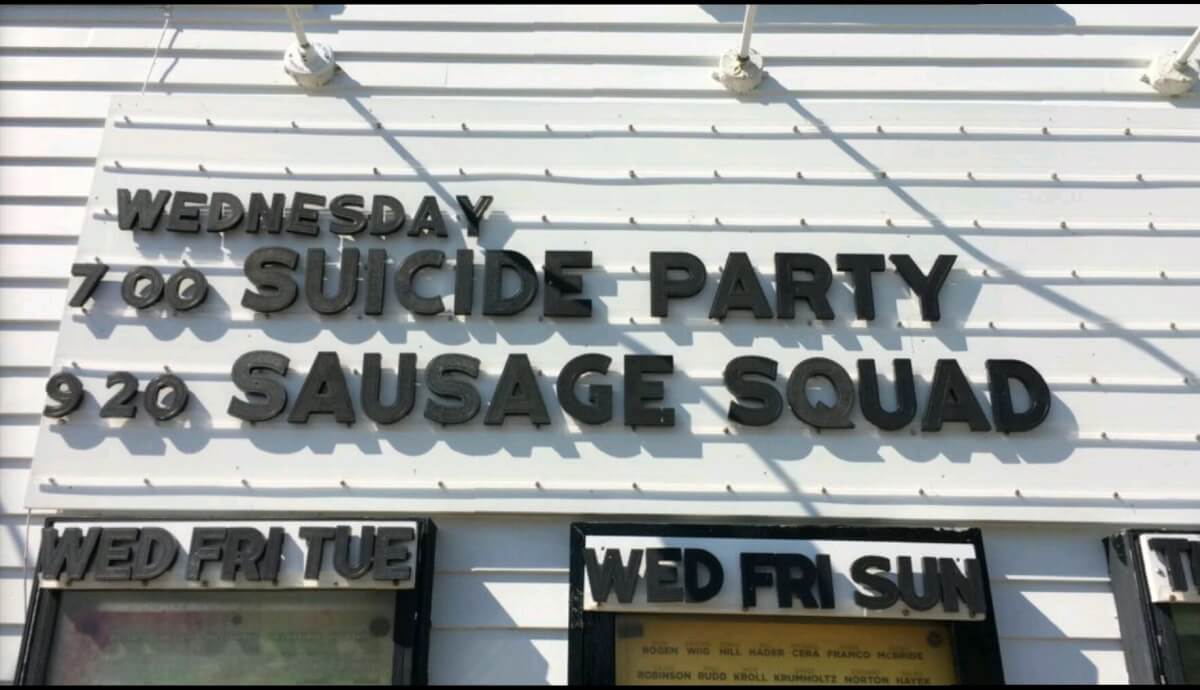 WEDNESDAY
7 00 SUICIDE PARTY
9 20 SAUSAGE SQUAD
WED FRI TUE
WED FRI SUN
ROGEN WIIG HILL HADER CERA FRANCO McBRIDE
ROBINSON RUDD KROLL KRUMHOLTZ NORTON HAYEK